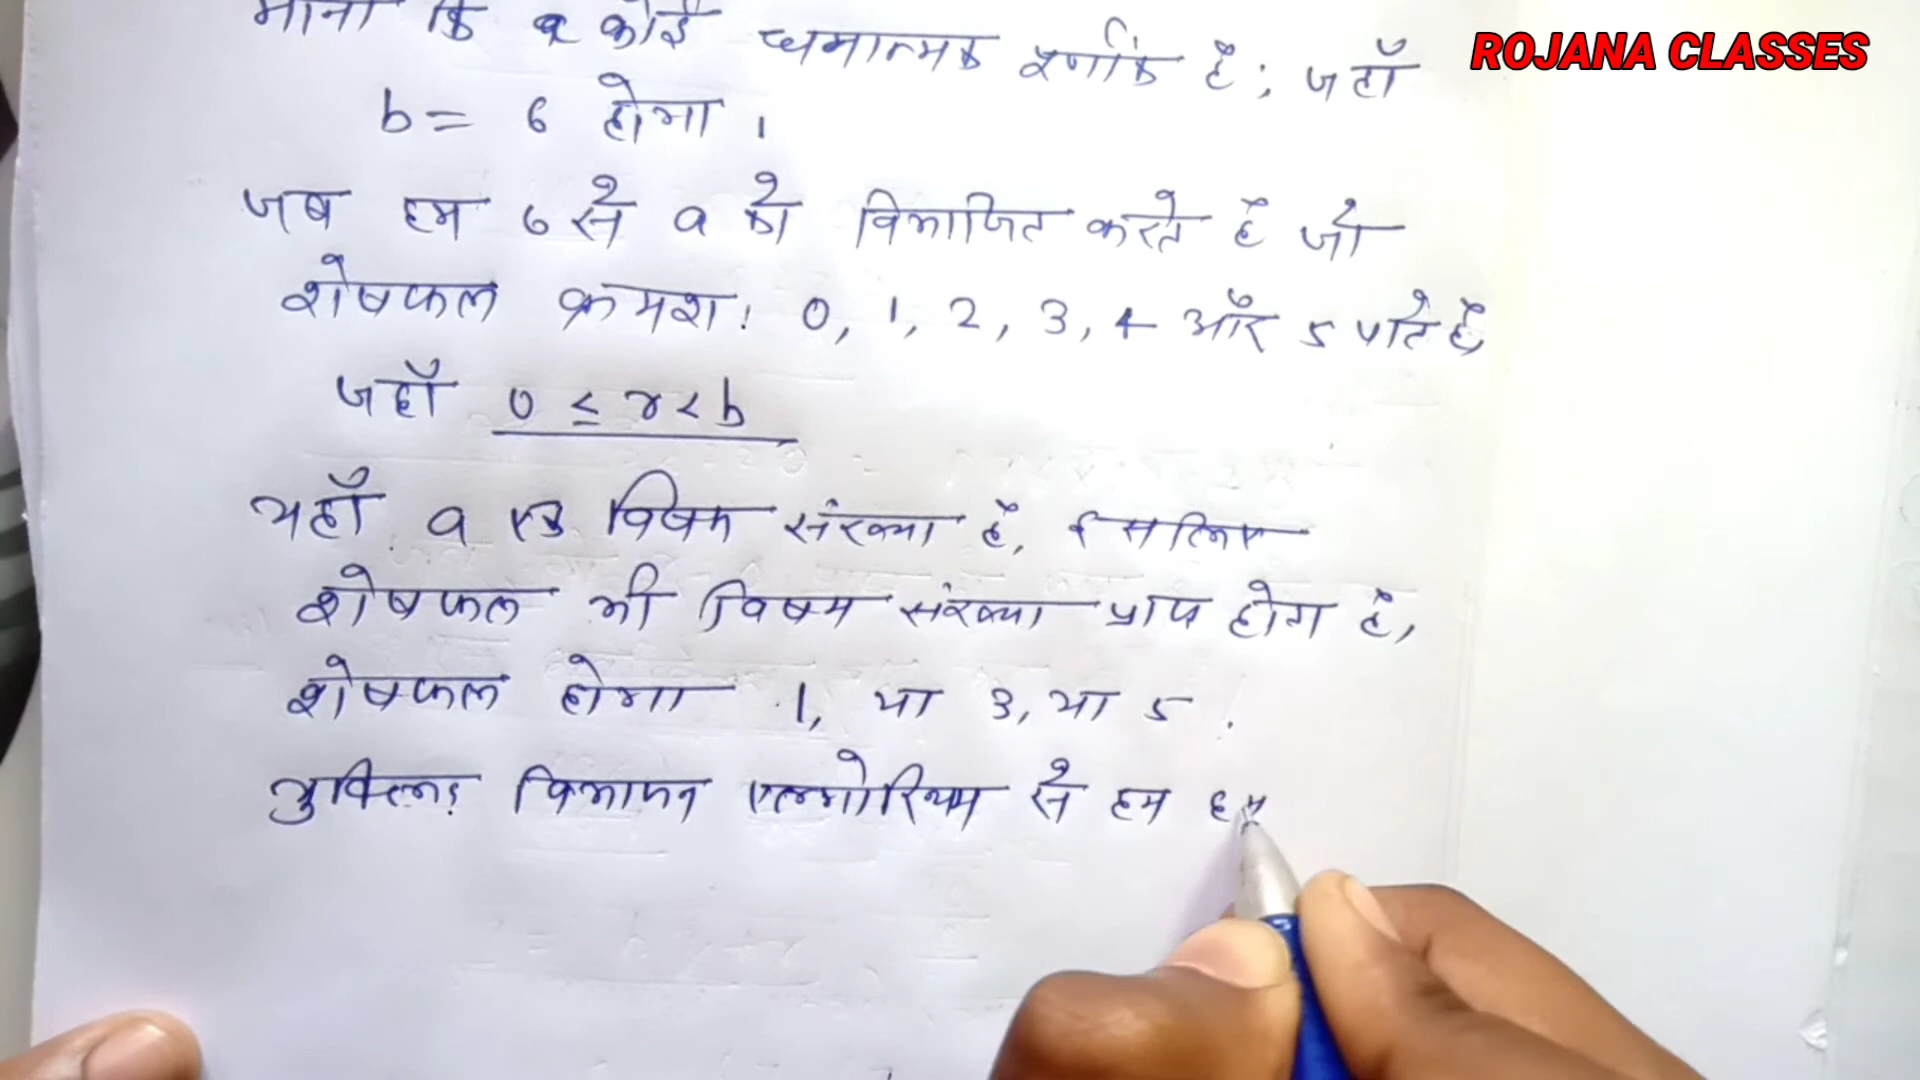 माना कि a कोई धनात्मक पूर्णांक है; जहाँ
ROJANA CLASSES
b = 6 होगा ।
जब हम 6 से a को विभाजित करते हैं जो
शेषफल क्रमशः 0, 1, 2, 3, 4 और 5 पाते हैं
जहाँ 0 ≤ r < b
यहाँ a एक विषम संख्या है, इसलिए
शेषफल भी विषम संख्या प्राप्त होगा है,
शेषफल होगा 1, या 3, या 5 .
युक्लिड विभाजन एल्गोरिथम से हम